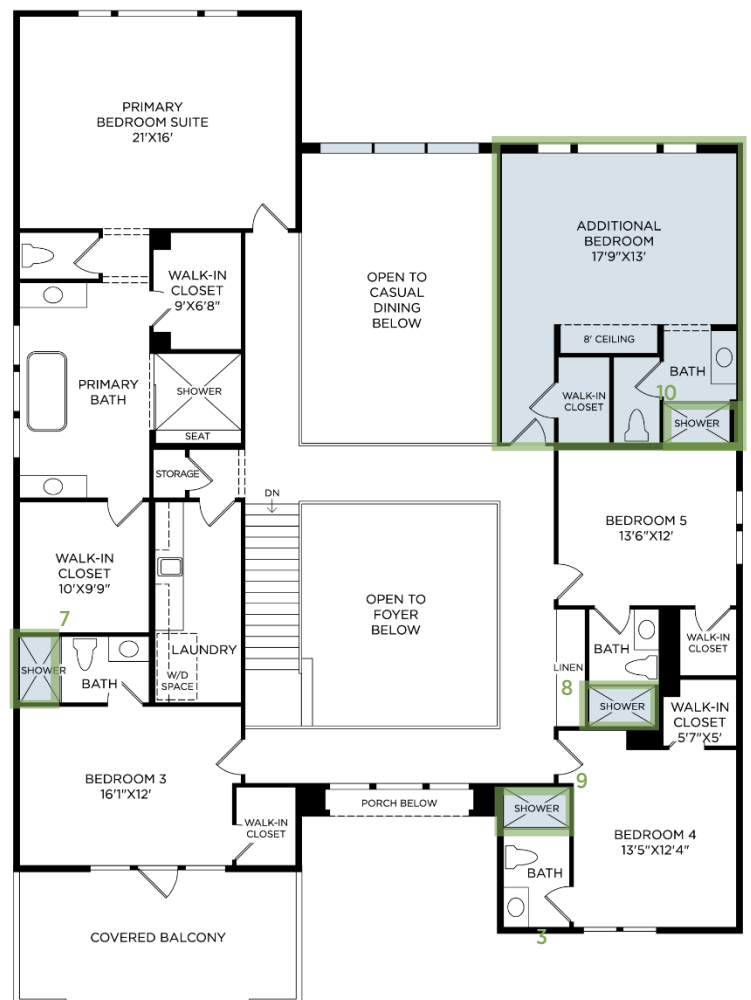 PRIMARY
BEDROOM SUITE
21'X16'
WALK-IN
CLOSET
9'X6'8"
OPEN TO
CASUAL
DINING
BELOW
ADDITIONAL
BEDROOM
17'9"X13'
8' CEILING
BATH
WALK-IN
CLOSET
10
SHOWER
PRIMARY
BATH
SHOWER
SEAT
STORAGE
DN
BEDROOM 5
13'6"X12'
WALK-IN
CLOSET
10'X9'9"
OPEN TO
FOYER
BELOW
7
SHOWER
BATH
LAUNDRY
W/D
SPACE
BATH
WALK-IN
CLOSET
LINEN
8
SHOWER
WALK-IN
CLOSET
5'7"X5'
BEDROOM 3
16'1"X12'
WALK-IN
CLOSET
PORCH BELOW
9
SHOWER
BEDROOM 4
13'5"X12'4"
BATH
3
COVERED BALCONY